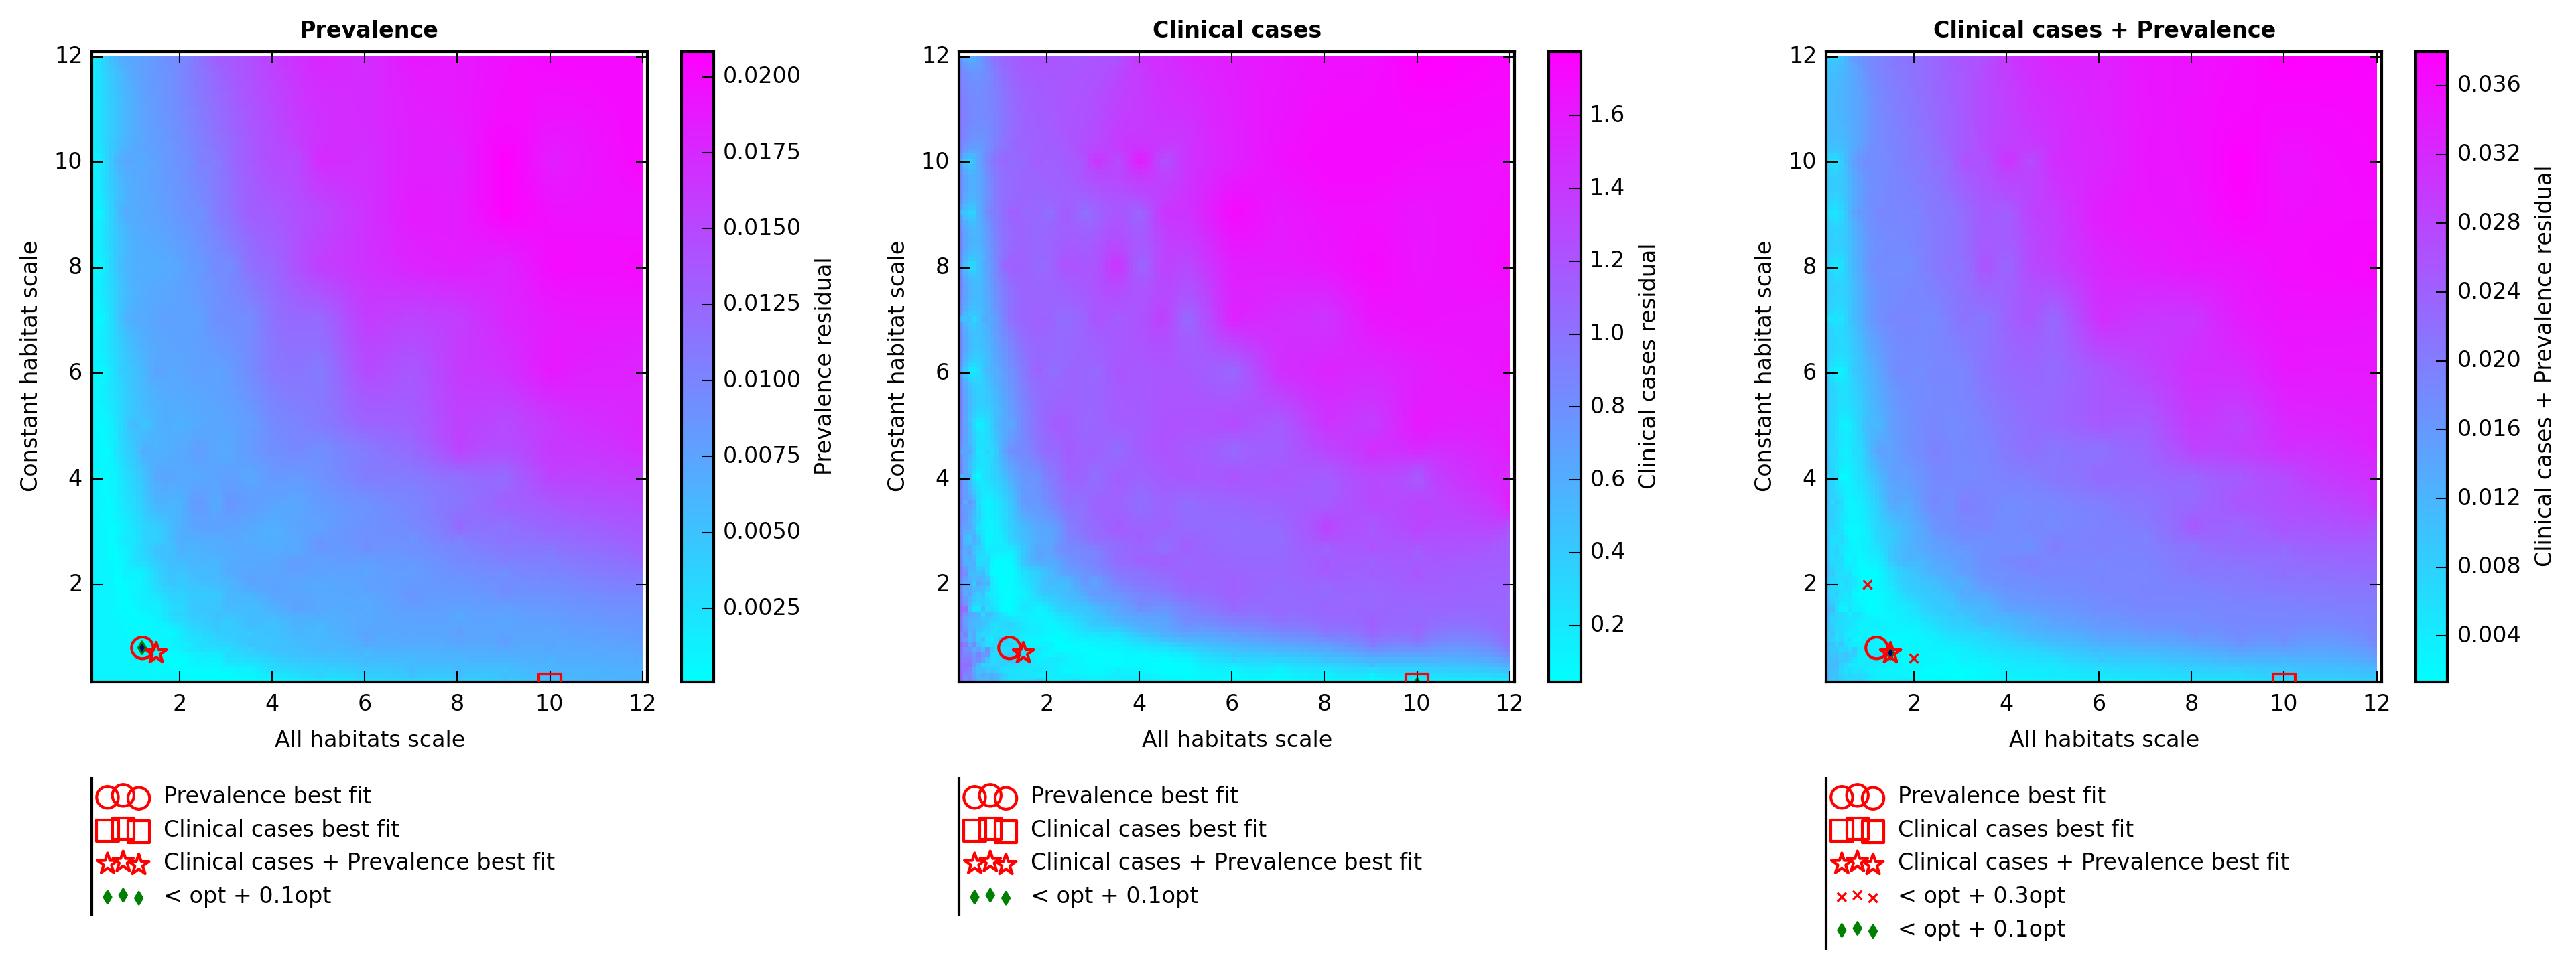 Prevalence
12
10
8
6
4
2
2 4 6 8 10 12
Constant habitat scale
All habitats scale
0.0200
0.0175
0.0150
0.0125
0.0100
0.0075
0.0050
0.0025
Prevalence residual
Prevalence best fit
Clinical cases best fit
Clinical cases + Prevalence best fit
< opt + 0.1opt
Clinical cases
12
10
8
6
4
2
2 4 6 8 10 12
Constant habitat scale
All habitats scale
1.6
1.4
1.2
1.0
0.8
0.6
0.4
0.2
Clinical cases residual
Prevalence best fit
Clinical cases best fit
Clinical cases + Prevalence best fit
< opt + 0.1opt
Clinical cases + Prevalence
12
10
8
6
4
2
2 4 6 8 10 12
Constant habitat scale
All habitats scale
0.036
0.032
0.028
0.024
0.020
0.016
0.012
0.008
0.004
Clinical cases + Prevalence residual
Prevalence best fit
Clinical cases best fit
Clinical cases + Prevalence best fit
< opt + 0.3opt
< opt + 0.1opt